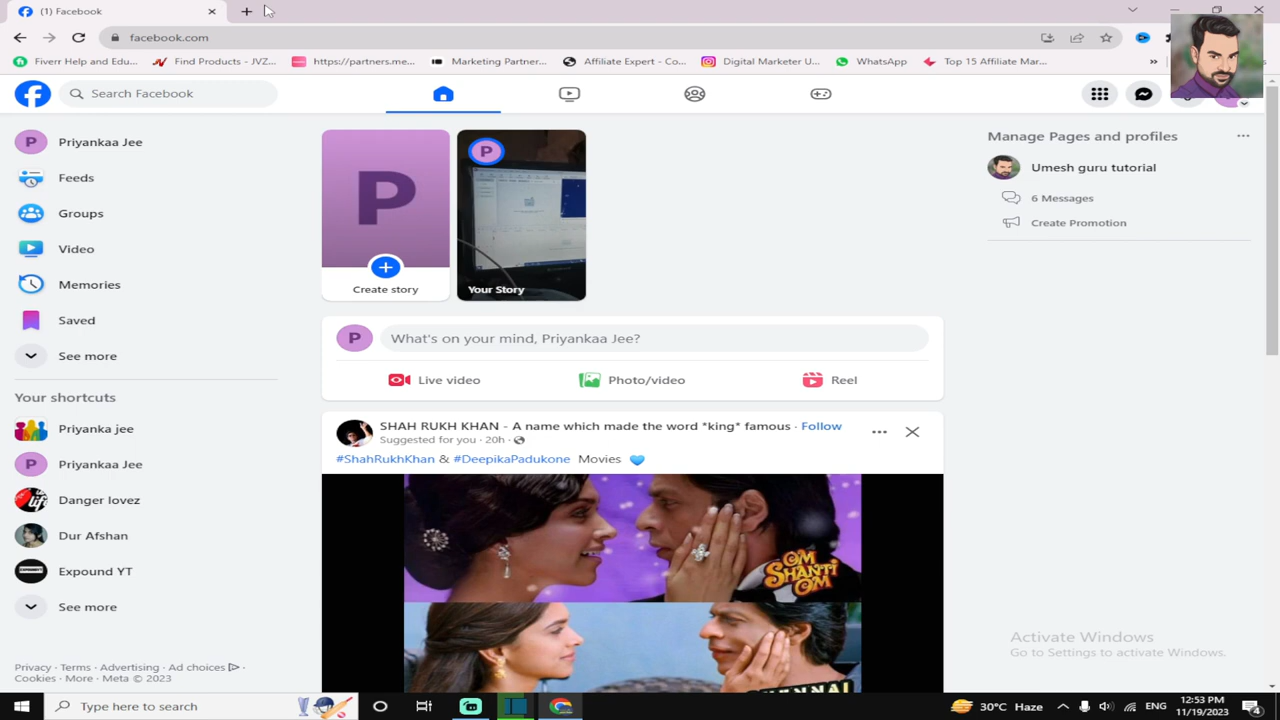 (1) Facebook
facebook.com
Fiverr Help and Edu...
Find Products - JVZ...
https://partners.me...
Marketing Partner...
Affiliate Expert - Co...
Digital Marketer U...
WhatsApp
Top 15 Affiliate Mar...
Search Facebook
Priyankaa Jee
Feeds
Groups
Video
Memories
Saved
See more
Your shortcuts
Priyanka jee
Priyankaa Jee
Danger lovez
Dur Afshan
Expound YT
See more
Privacy · Terms · Advertising · Ad choices ·
Cookies · More · Meta © 2023
P
Create story
P
Your Story
P
What's on your mind, Priyankaa Jee?
Live video
Photo/video
Reel
SHAH RUKH KHAN - A name which made the word *king* famous · Follow
Suggested for you · 20h ·
#ShahRukhKhan & #DeepikaPadukone Movies
OM
SHANTI
OM
Manage Pages and profiles
Umesh guru tutorial
6 Messages
Create Promotion
Activate Windows
Go to Settings to activate Windows.
Type here to search
30°C Haze
ENG
12:53 PM
11/19/2023
4